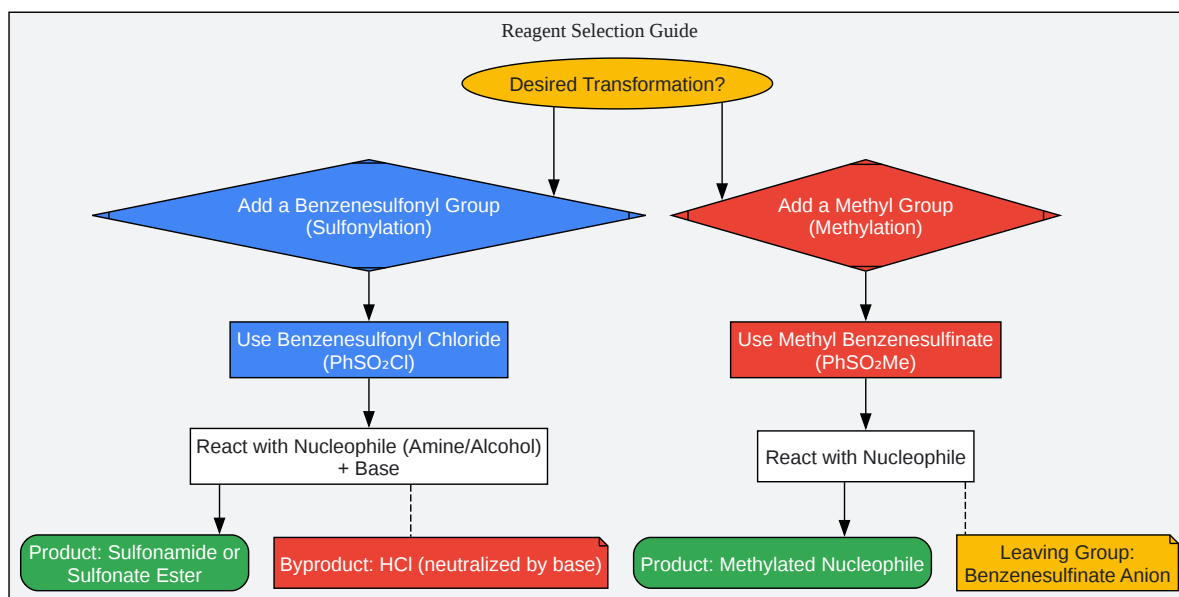 Reagent Selection Guide
Desired Transformation?
Add a Benzenesulfonyl Group
(Sulfonylation)
Add a Methyl Group
(Methylation)
Use Benzenesulfonyl Chloride
(PhSO₂Cl)
Use Methyl Benzenesulfinate
(PhSO₂Me)
React with Nucleophile (Amine/Alcohol)
+ Base
React with Nucleophile
Product: Sulfonamide or
Sulfonate Ester
Byproduct: HCl (neutralized by base)
Product: Methylated Nucleophile
Leaving Group:
Benzenesulfinate Anion